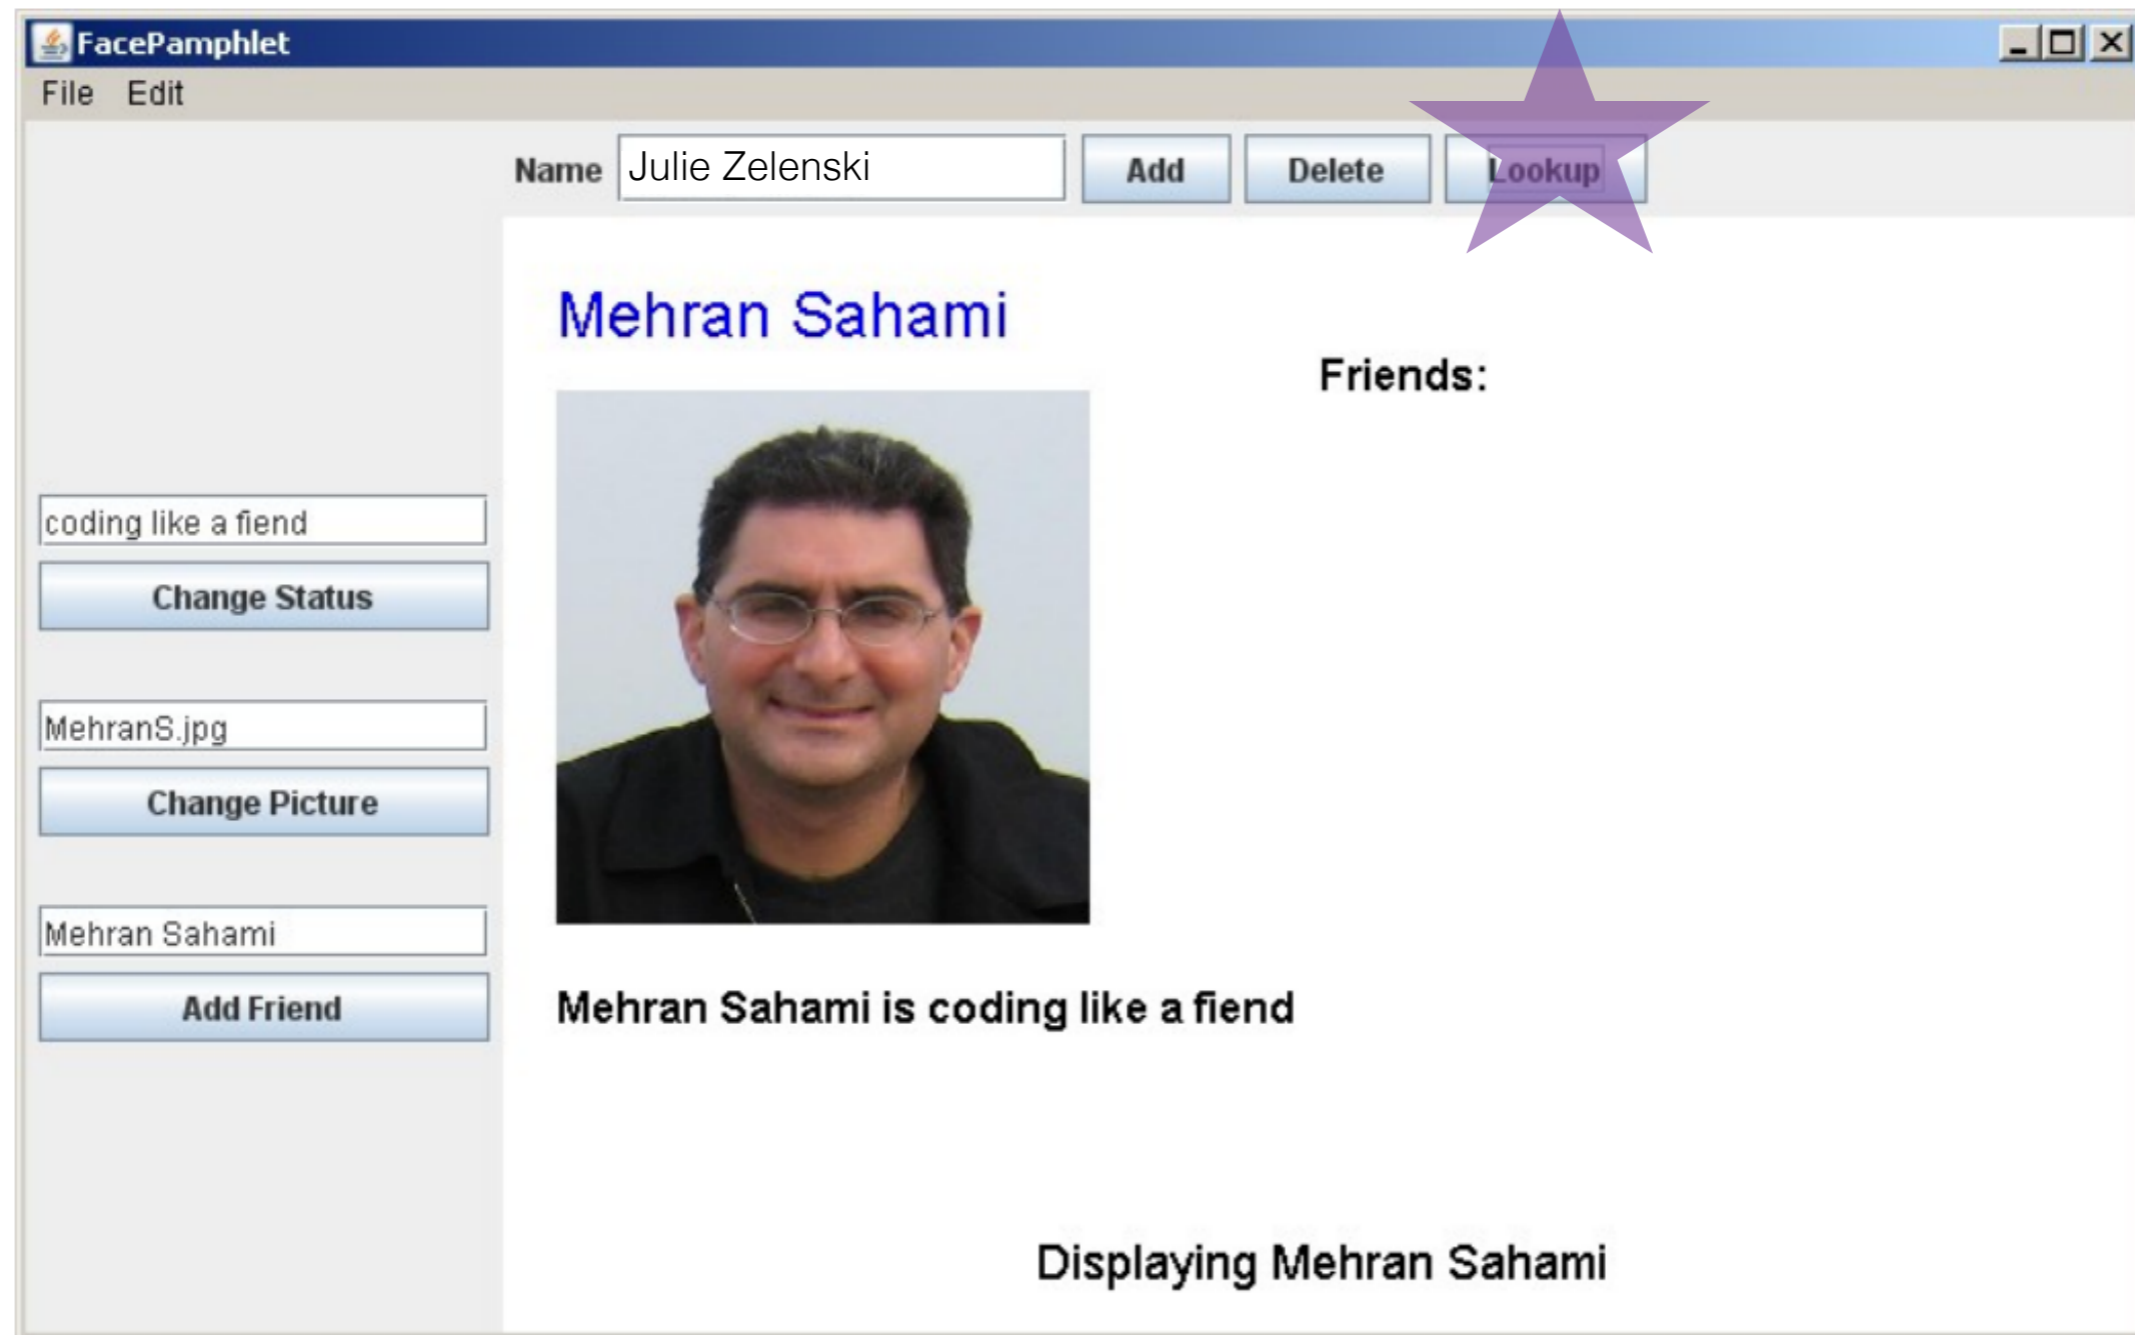 FacePamphlet
File Edit
Name Julie Zelenski Add Delete Lookup
Mehran Sahami
Friends:
coding like a fiend
Change Status
MehranS.jpg
Change Picture
Mehran Sahami
Add Friend
Mehran Sahami is coding like a fiend
Displaying Mehran Sahami